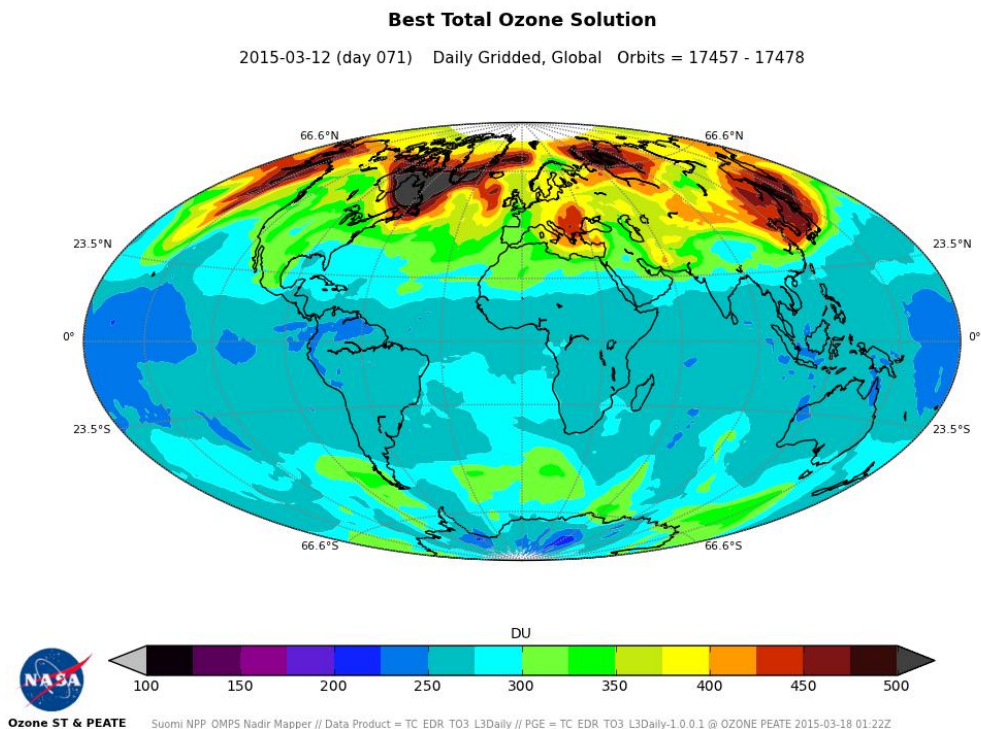 Best Total Ozone Solution
2015-03-12 (day 071) Daily Gridded, Global Orbits = 17457 - 17478
66.6°N 66.6°N
23.5°N 23.5°N
0° 0°
23.5°S 23.5°S
66.6°S 66.6°S
DU
100 150 200 250 300 350 400 450 500
NASA
Ozone ST & PEATE
Suomi NPP OMPS Nadir Mapper // Data Product = TC_EDR_TO3_L3Daily // PGE = TC_EDR_TO3_L3Daily-1.0.0.1 @ OZONE PEATE 2015-03-18 01:22Z